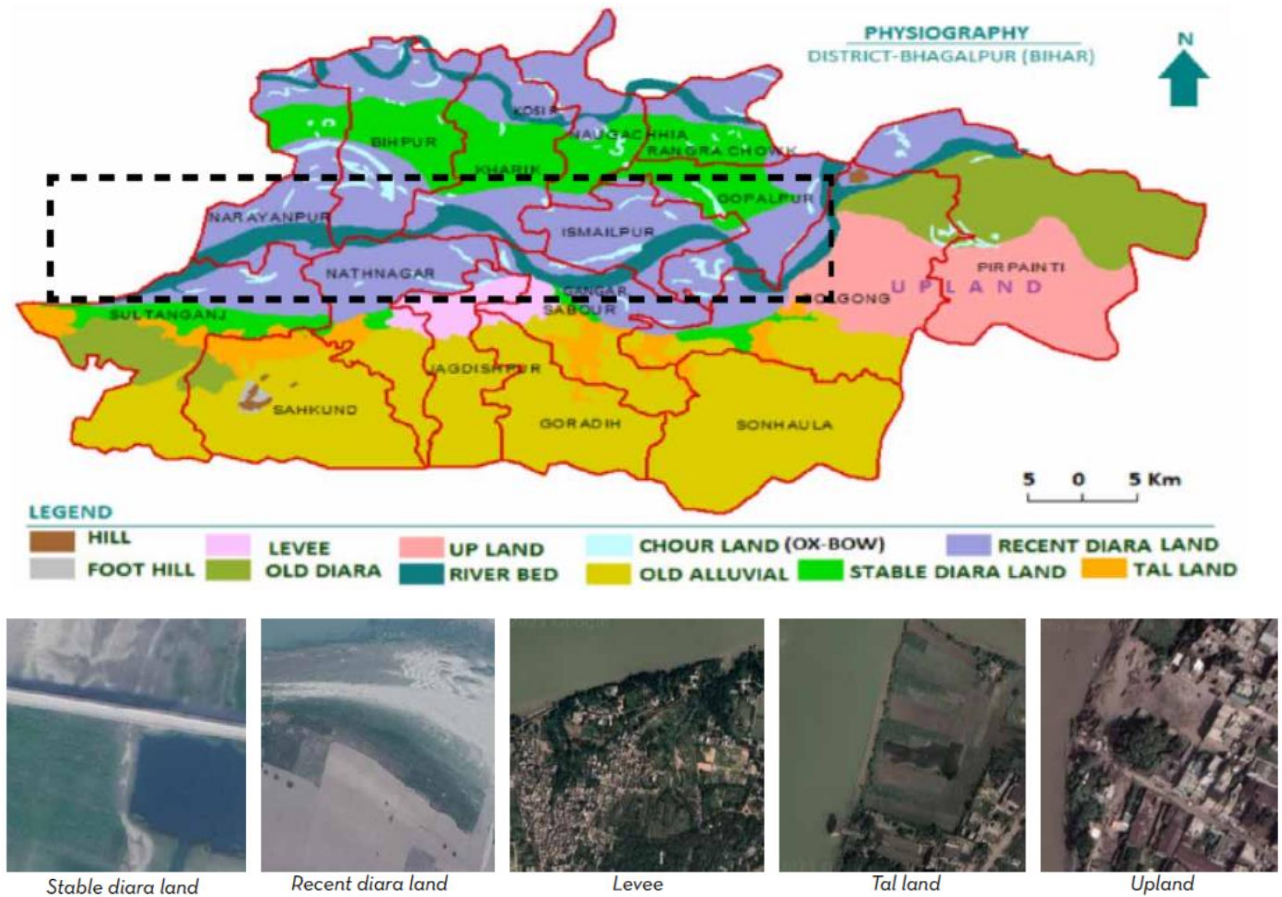 PHYSIOGRAPHY
DISTRICT-BHAGALPUR (BIHAR)
N
KOSIR
BIHPUR
NAUGACHHIA
RANGRA CHOWK
KHARIK
GOPALPUR
NARAYANPUR
ISMAILPUR
NATHNAGAR
PIRPAINTI
UPLAND
GANGAR
SABOUR
SULTANGANJ
JAGDISHPUR
SAHKUND
GORADIH
SONHAULA
5 0 5 Km
LEGEND
HILL LEVEE UP LAND CHOUR LAND (OX-BOW) RECENT DIARA LAND
FOOT HILL OLD DIARA RIVER BED OLD ALLUVIAL STABLE DIARA LAND TAL LAND
Stable diara land Recent diara land Levee Tal land Upland